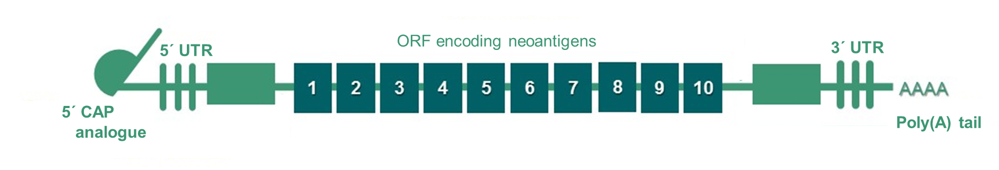 ORF encoding neoantigens
5´ UTR
3´ UTR
1 2 3 4 5 6 7 8 9 10
AAAA
5´ CAP
analogue
Poly(A) tail